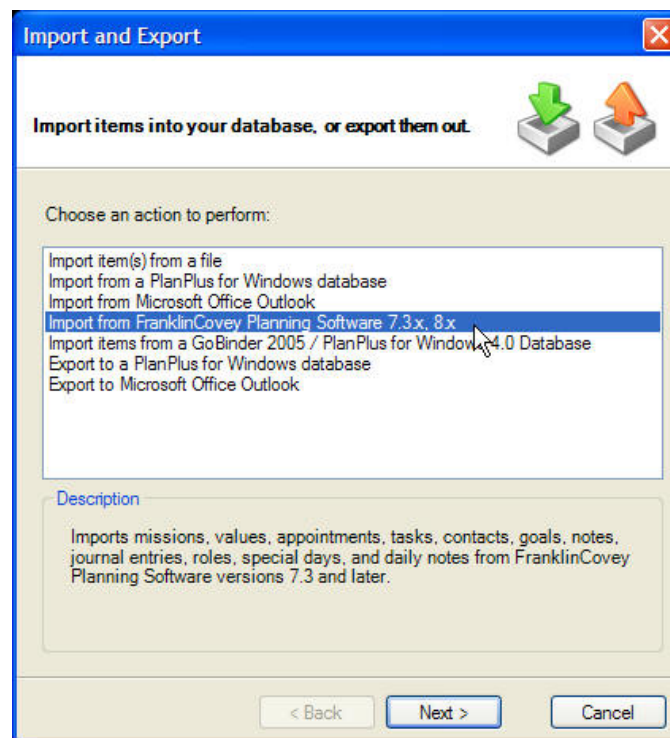 Import and Export
Import items into your database, or export them out.
Choose an action to perform:
Import item(s) from a file
Import from a PlanPlus for Windows database
Import from Microsoft Office Outlook
Import from FranklinCovey Planning Software 7.3.x, 8.x
Import items from a GoBinder 2005 / PlanPlus for Windows 4.0 Database
Export to a PlanPlus for Windows database
Export to Microsoft Office Outlook
Description
Imports missions, values, appointments, tasks, contacts, goals, notes,
journal entries, roles, special days, and daily notes from FranklinCovey
Planning Software versions 7.3 and later.
< Back
Next >
Cancel